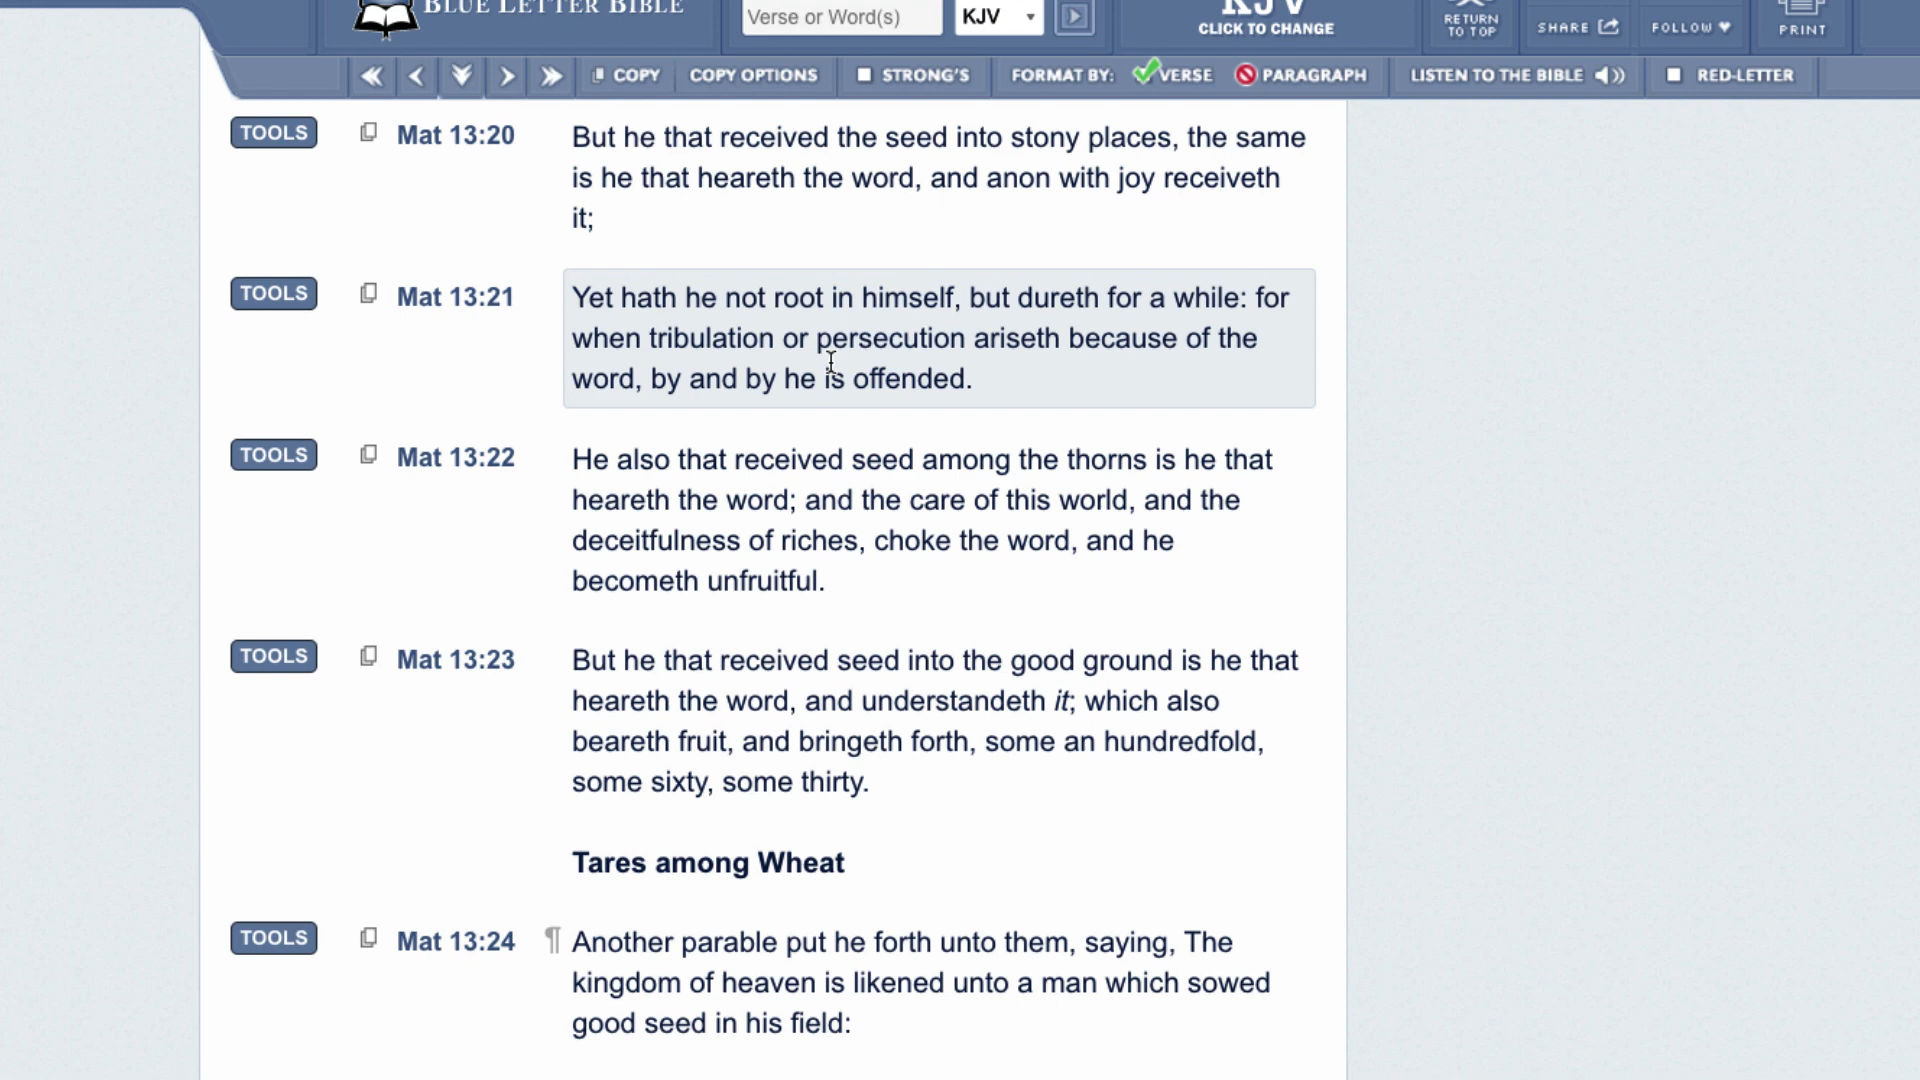 BLUE LETTER BIBLE
Verse or Word(s)
KJV
KJV
CLICK TO CHANGE
RETURN
TO TOP
SHARE
FOLLOW
PRINT
COPY
COPY OPTIONS
STRONG'S
FORMAT BY:
VERSE
PARAGRAPH
LISTEN TO THE BIBLE
RED-LETTER
TOOLS
Mat 13:20
But he that received the seed into stony places, the same
is he that heareth the word, and anon with joy receiveth
it;
TOOLS
Mat 13:21
Yet hath he not root in himself, but dureth for a while: for
when tribulation or persecution ariseth because of the
word, by and by he is offended.
TOOLS
Mat 13:22
He also that received seed among the thorns is he that
heareth the word; and the care of this world, and the
deceitfulness of riches, choke the word, and he
becometh unfruitful.
TOOLS
Mat 13:23
But he that received seed into the good ground is he that
heareth the word, and understandeth it; which also
beareth fruit, and bringeth forth, some an hundredfold,
some sixty, some thirty.
Tares among Wheat
TOOLS
Mat 13:24
¶ Another parable put he forth unto them, saying, The
kingdom of heaven is likened unto a man which sowed
good seed in his field: